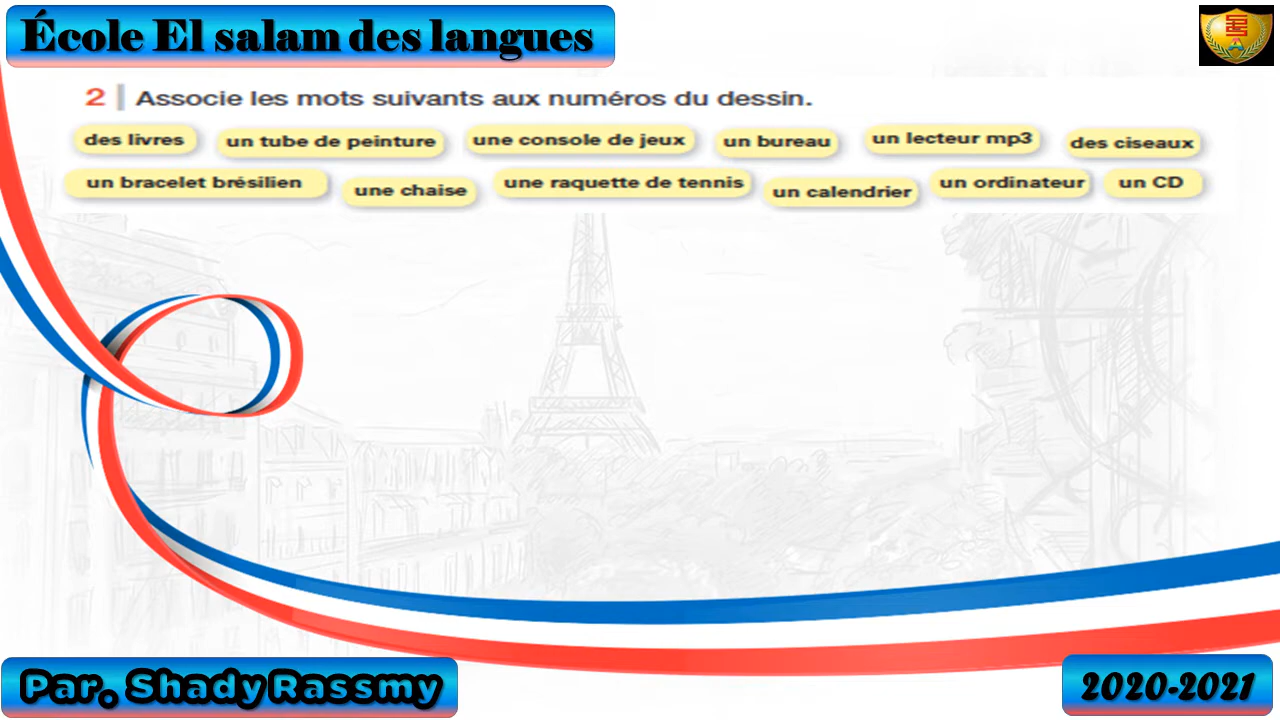 École El salam des langues
2 | Associe les mots suivants aux numéros du dessin.
des livres un tube de peinture une console de jeux un bureau un lecteur mp3 des ciseaux
un bracelet brésilien une chaise une raquette de tennis un calendrier un ordinateur un CD
Par. Shady Rassmy
2020-2021